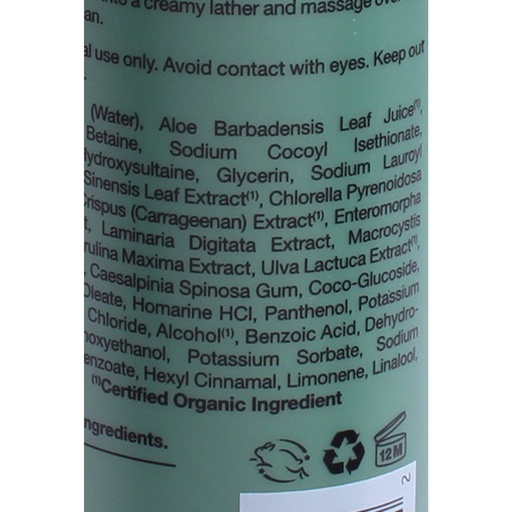 a creamy lather and massage
an.
use only. Avoid contact with eyes. Keep out
(Water), Aloe Barbadensis Leaf Juice⁽¹⁾,
Betaine, Sodium Cocoyl Isethionate,
ydroxysultaine, Glycerin, Sodium Lauroyl
Sinensis Leaf Extract⁽¹⁾, Chlorella Pyrenoidosa
rispus (Carrageenan) Extract⁽¹⁾, Enteromorpha
t, Laminaria Digitata Extract, Macrocystis
rulina Maxima Extract, Ulva Lactuca Extract⁽¹⁾,
, Caesalpinia Spinosa Gum, Coco-Glucoside,
Oleate, Homarine HCl, Panthenol, Potassium
Chloride, Alcohol⁽¹⁾, Benzoic Acid, Dehydro-
noxyethanol, Potassium Sorbate, Sodium
enzoate, Hexyl Cinnamal, Limonene, Linalool,
⁽¹⁾Certified Organic Ingredient
ngredients.
12M
2